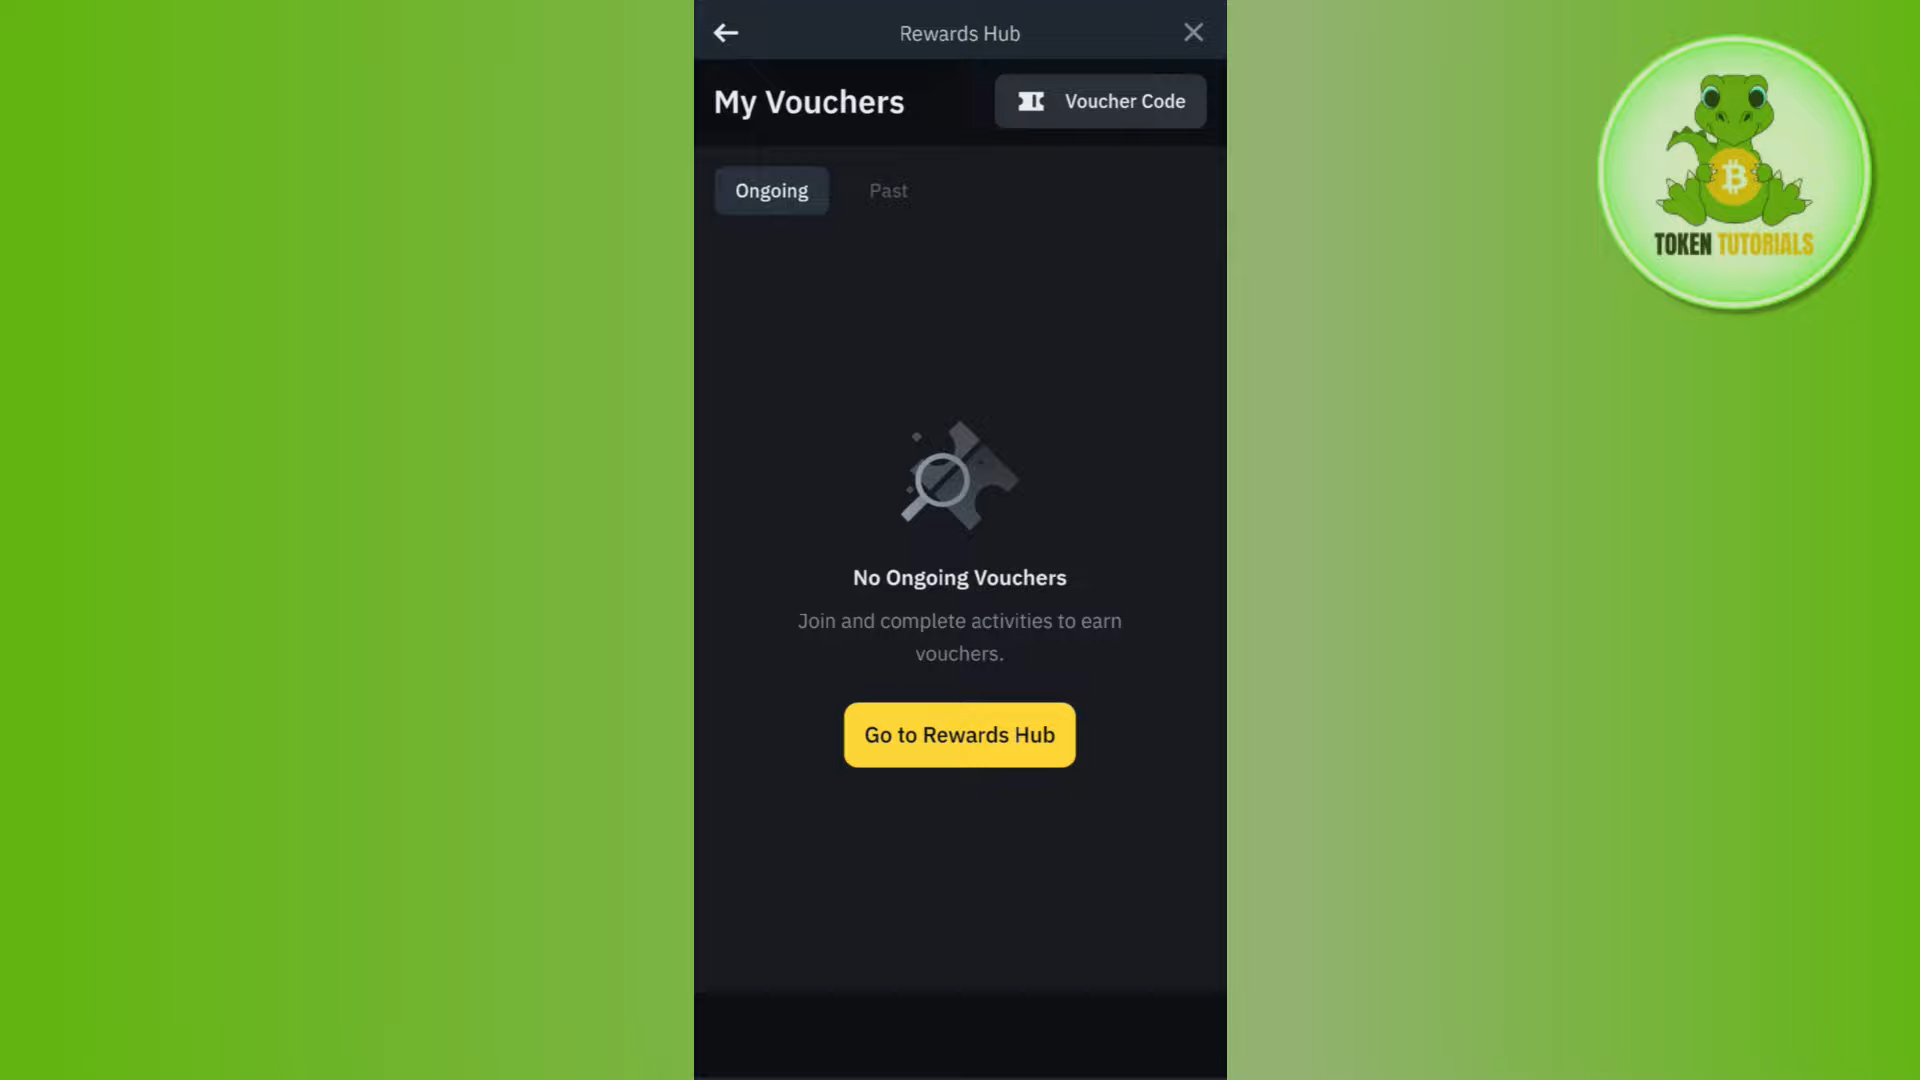 Rewards Hub
My Vouchers
Voucher Code
Ongoing
Past
No Ongoing Vouchers
Join and complete activities to earn
vouchers.
Go to Rewards Hub
TOKEN TUTORIALS